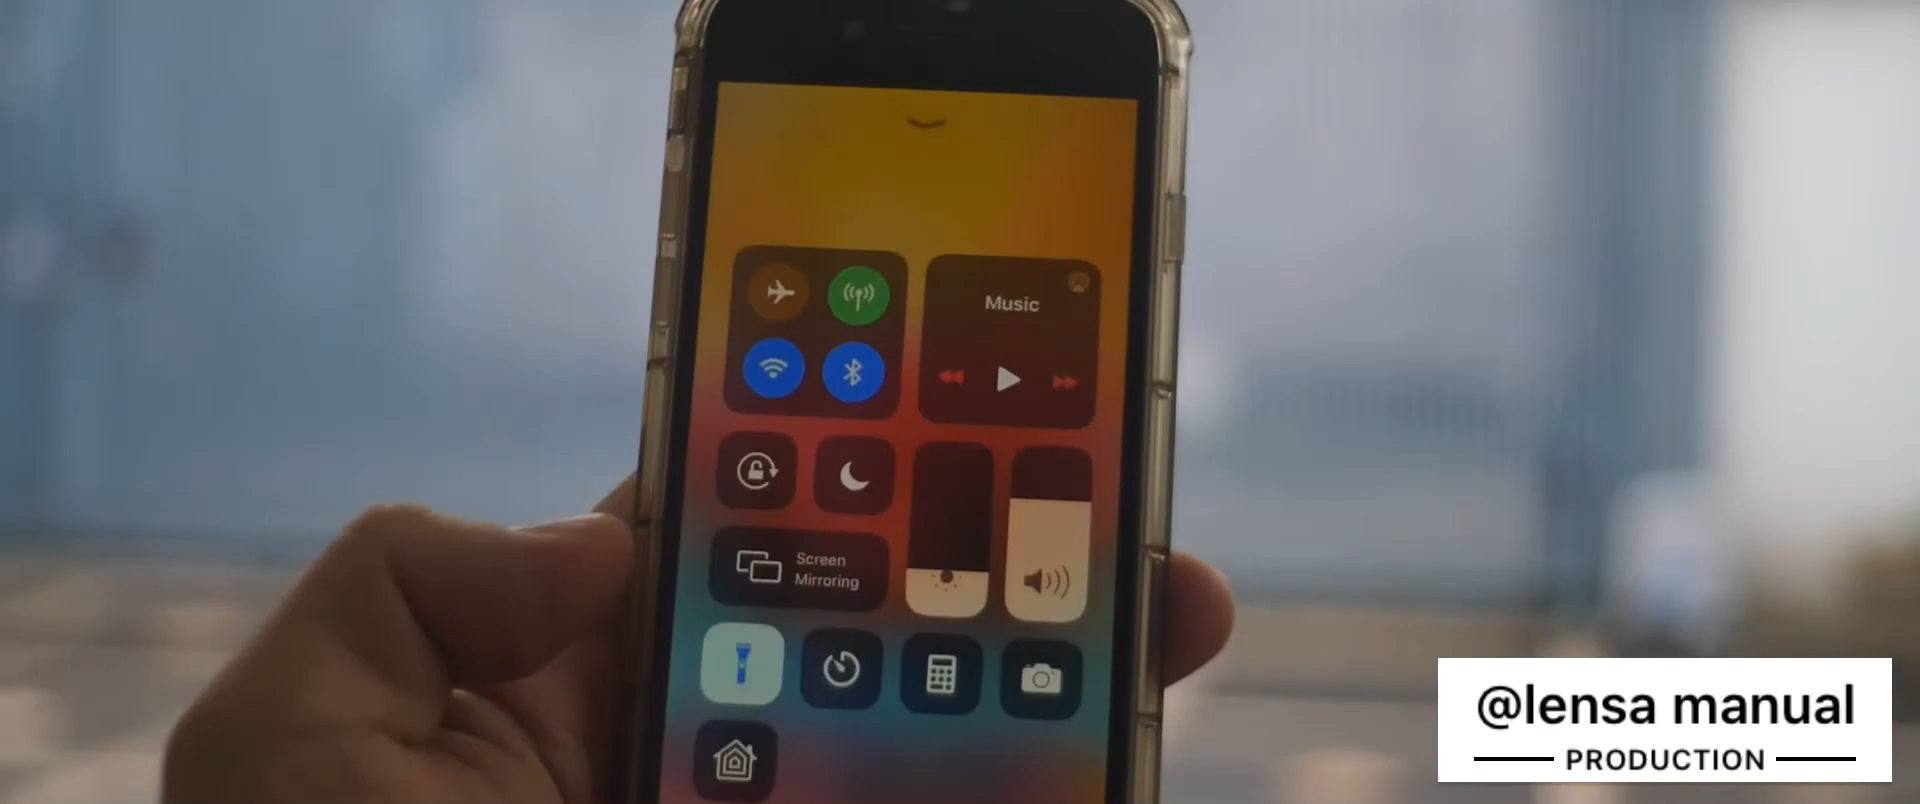 Music
Screen
Mirroring
@lensa manual
PRODUCTION